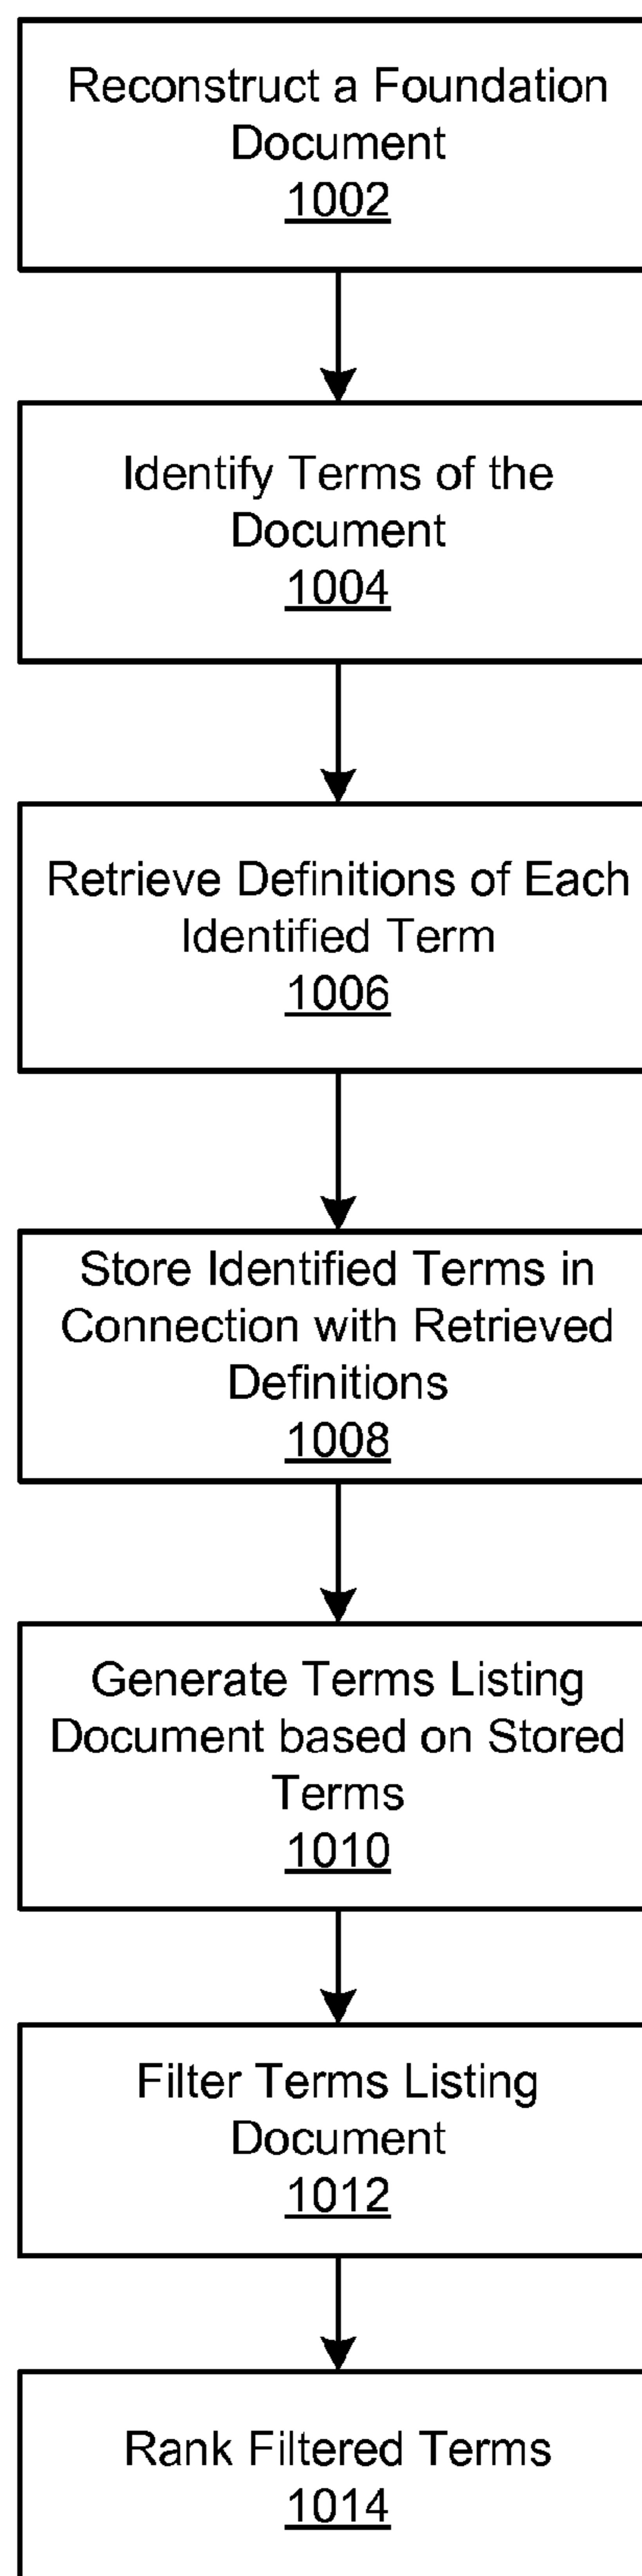 Reconstruct a Foundation
Document
1002
Identify Terms of the
Document
1004
Retrieve Definitions of Each
Identified Term
1006
Store Identified Terms in
Connection with Retrieved
Definitions
1008
Generate Terms Listing
Document based on Stored
Terms
1010
Filter Terms Listing
Document
1012
Rank Filtered Terms
1014